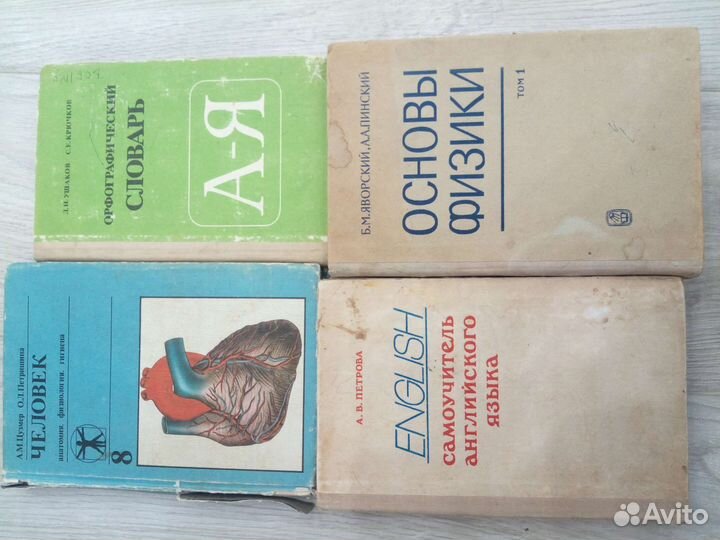 Д.Н. УШАКОВ С.Е. КРЮЧКОВ
ОРФОГРАФИЧЕСКИЙ
СЛОВАРЬ
А-Я
Б.М.ЯВОРСКИЙ, А.А.ПИНСКИЙ
ОСНОВЫ
ФИЗИКИ
ТОМ 1
А.М.Цузмер О.Л.Петришина
ЧЕЛОВЕК
анатомия. физиология. гигиена
8
А. В. ПЕТРОВА
ENGLISH
САМОУЧИТЕЛЬ
АНГЛИЙСКОГО
ЯЗЫКА
Avito